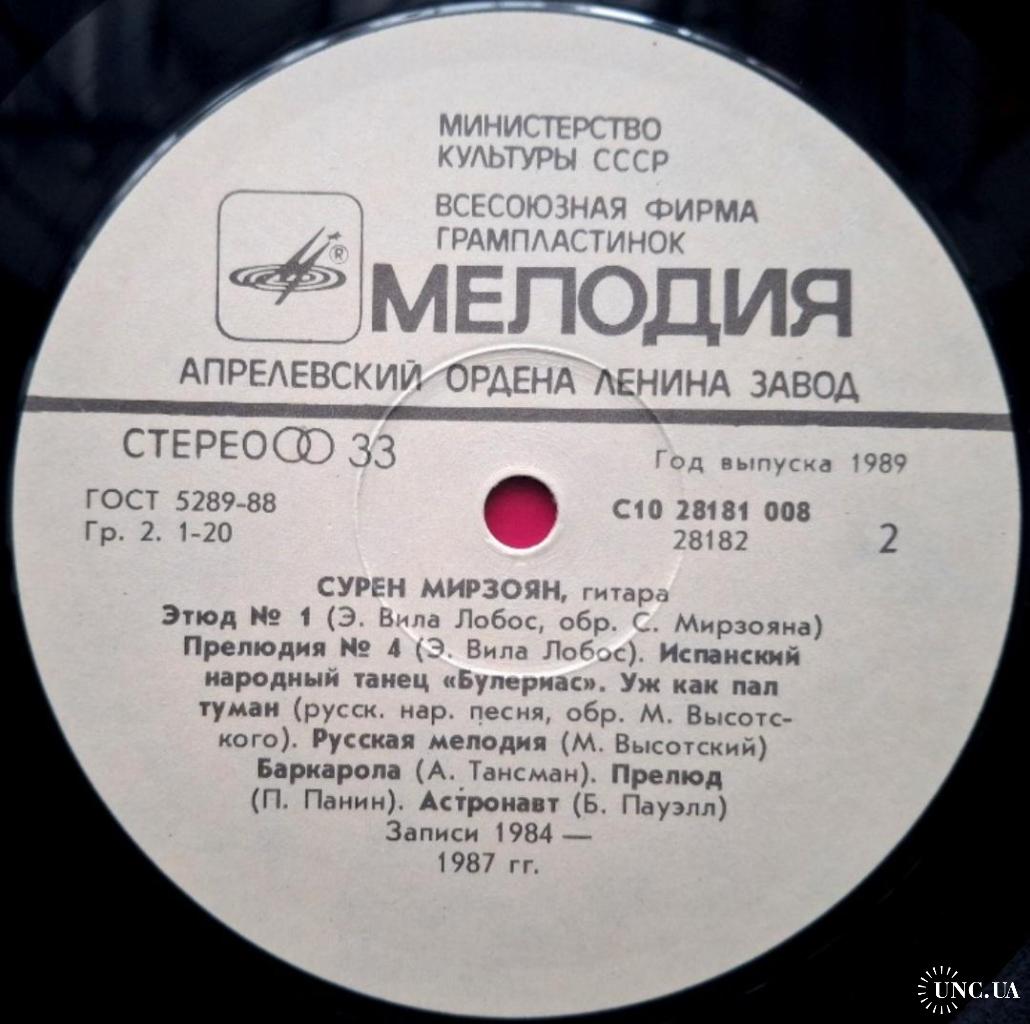 МИНИСТЕРСТВО
КУЛЬТУРЫ СССР
ВСЕСОЮЗНАЯ ФИРМА
ГРАМПЛАСТИНОК
®
МЕЛОДИЯ
АПРЕЛЕВСКИЙ ОРДЕНА ЛЕНИНА ЗАВОД
СТЕРЕО 33
Год выпуска 1989
ГОСТ 5289-88
Гр. 2. 1-20
С10 28181 008
28182
2
СУРЕН МИРЗОЯН, гитара
Этюд № 1 (Э. Вила Лобос, обр. С. Мирзояна)
Прелюдия № 4 (Э. Вила Лобос). Испанский
народный танец «Булериас». Уж как пал
туман (русск. нар. песня, обр. М. Высотс-
кого). Русская мелодия (М. Высотский)
Баркарола (А. Тансман). Прелюд
(П. Панин). Астронавт (Б. Пауэлл)
Записи 1984 —
1987 гг.
UNC.UA